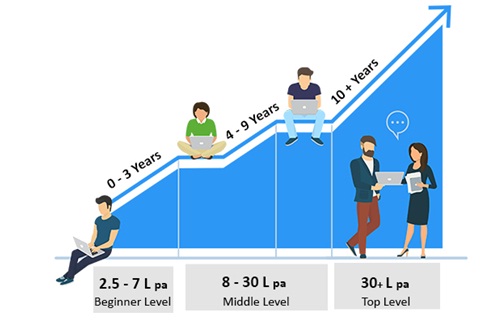 0 - 3 Years
4 - 9 Years
10 + Years
2.5 - 7 L pa
Beginner Level
8 - 30 L pa
Middle Level
30+ L pa
Top Level